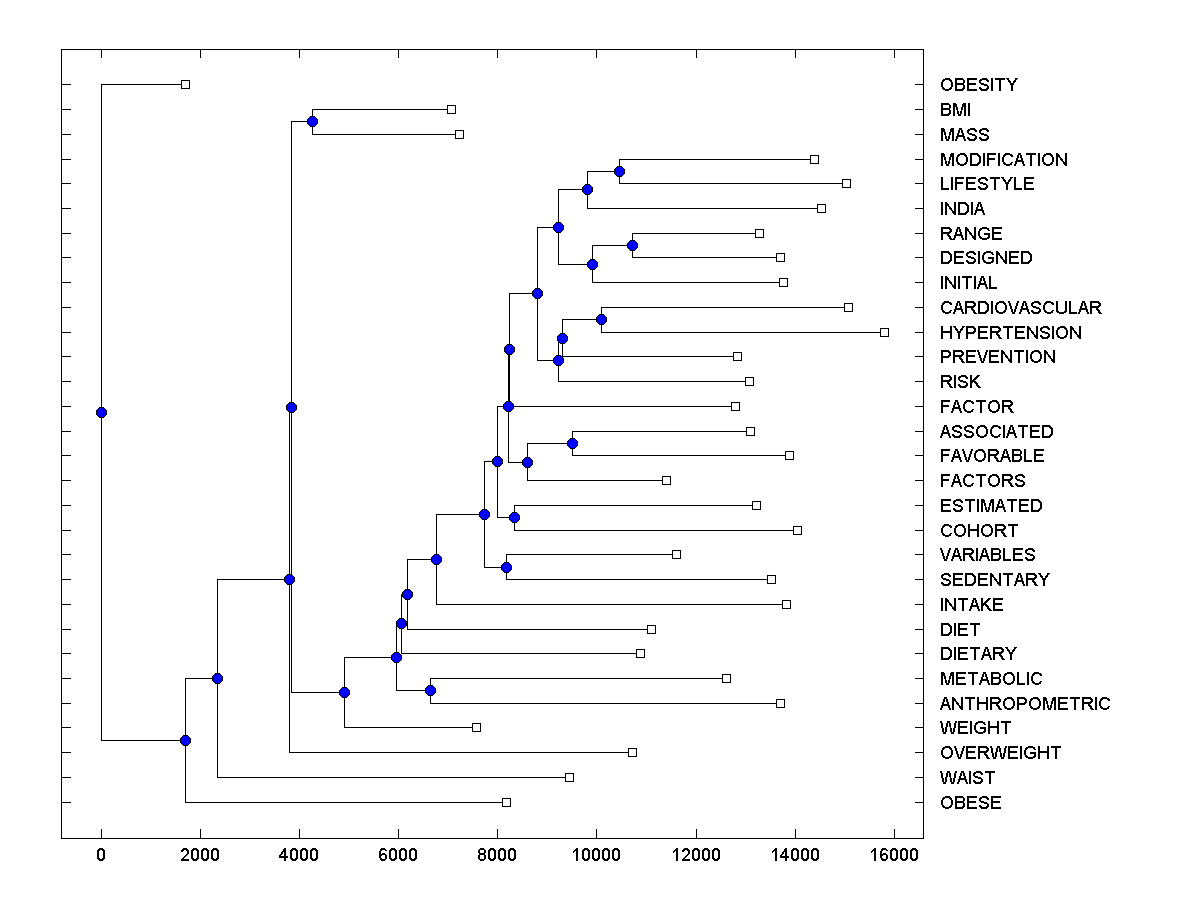 OBESITY
BMI
MASS
MODIFICATION
LIFESTYLE
INDIA
RANGE
DESIGNED
INITIAL
CARDIOVASCULAR
HYPERTENSION
PREVENTION
RISK
FACTOR
ASSOCIATED
FAVORABLE
FACTORS
ESTIMATED
COHORT
VARIABLES
SEDENTARY
INTAKE
DIET
DIETARY
METABOLIC
ANTHROPOMETRIC
WEIGHT
OVERWEIGHT
WAIST
OBESE
0 2000 4000 6000 8000 10000 12000 14000 16000